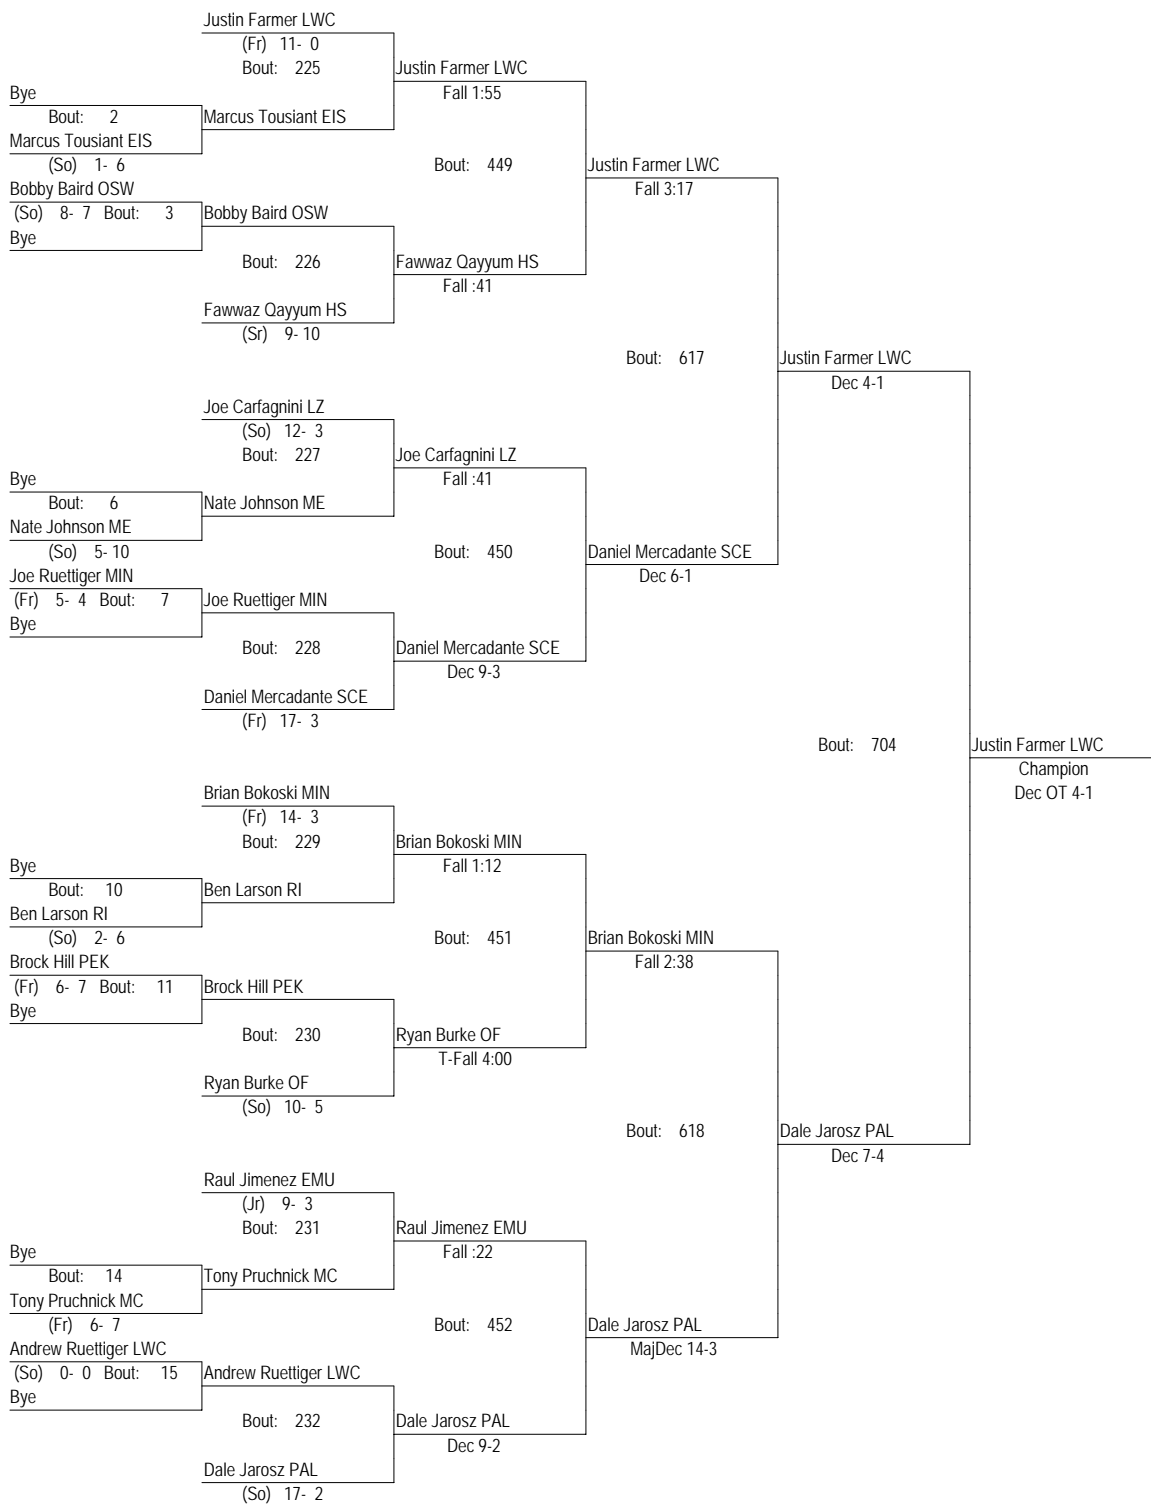 Justin Farmer LWC
(Fr) 11- 0
Bout: 225
Justin Farmer LWC
Fall 1:55
Bye
Bout: 2
Marcus Tousiant EIS
Marcus Tousiant EIS
(So) 1- 6
Bout: 449
Justin Farmer LWC
Fall 3:17
Bobby Baird OSW
(So) 8- 7 Bout: 3
Bobby Baird OSW
Bye
Bout: 226
Fawwaz Qayyum HS
Fall :41
Fawwaz Qayyum HS
(Sr) 9- 10
Bout: 617
Justin Farmer LWC
Dec 4-1
Joe Carfagnini LZ
(So) 12- 3
Bout: 227
Joe Carfagnini LZ
Fall :41
Bye
Bout: 6
Nate Johnson ME
Nate Johnson ME
(So) 5- 10
Bout: 450
Daniel Mercadante SCE
Dec 6-1
Joe Ruettiger MIN
(Fr) 5- 4 Bout: 7
Joe Ruettiger MIN
Bye
Bout: 228
Daniel Mercadante SCE
Dec 9-3
Daniel Mercadante SCE
(Fr) 17- 3
Bout: 704
Justin Farmer LWC
Champion
Dec OT 4-1
Brian Bokoski MIN
(Fr) 14- 3
Bout: 229
Brian Bokoski MIN
Fall 1:12
Bye
Bout: 10
Ben Larson RI
Ben Larson RI
(So) 2- 6
Bout: 451
Brian Bokoski MIN
Fall 2:38
Brock Hill PEK
(Fr) 6- 7 Bout: 11
Brock Hill PEK
Bye
Bout: 230
Ryan Burke OF
T-Fall 4:00
Ryan Burke OF
(So) 10- 5
Bout: 618
Dale Jarosz PAL
Dec 7-4
Raul Jimenez EMU
(Jr) 9- 3
Bout: 231
Raul Jimenez EMU
Fall :22
Bye
Bout: 14
Tony Pruchnick MC
Tony Pruchnick MC
(Fr) 6- 7
Bout: 452
Dale Jarosz PAL
MajDec 14-3
Andrew Ruettiger LWC
(So) 0- 0 Bout: 15
Andrew Ruettiger LWC
Bye
Bout: 232
Dale Jarosz PAL
Dec 9-2
Dale Jarosz PAL
(So) 17- 2